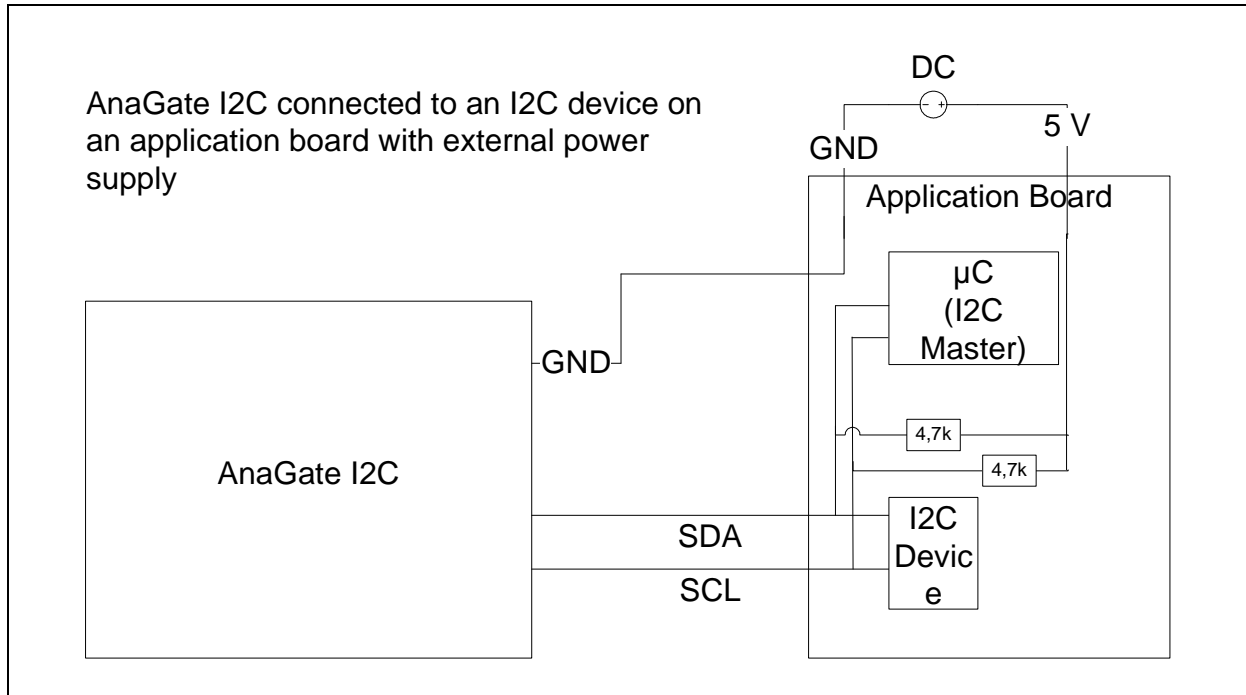 DC
AnaGate I2C connected to an I2C device on
an application board with external power
supply
- +
5 V
GND
Application Board
µC
(I2C
Master)
GND
4,7k
4,7k
AnaGate I2C
I2C
Devic
e
SDA
SCL